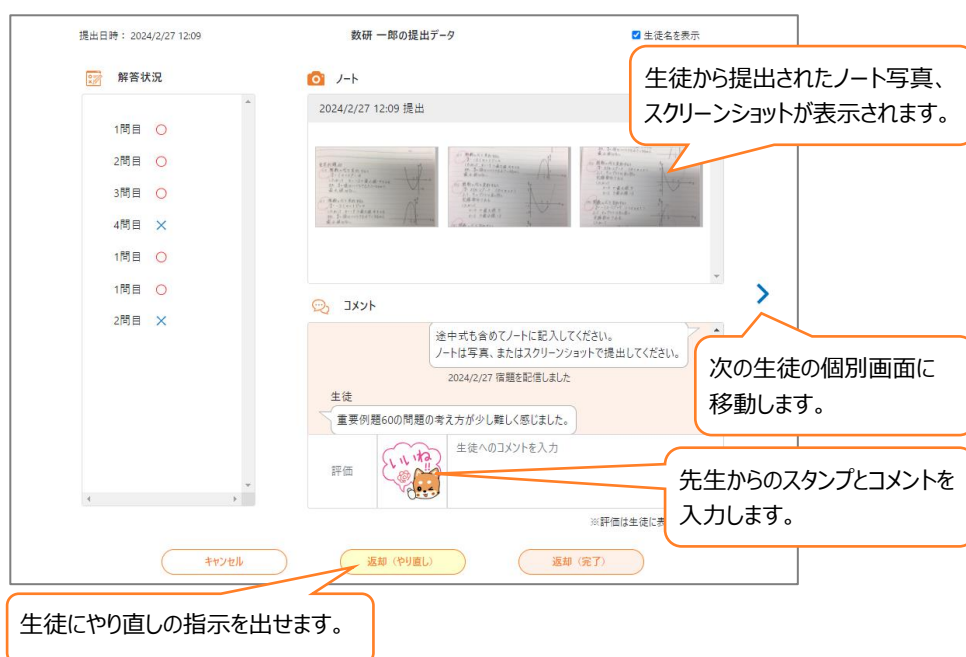 提出日時： 2024/2/27 12:09
数研 一郎の提出データ
生徒名を表示
生徒から提出されたノート写真、
スクリーンショットが表示されます。
解答状況
1問目 ○
2問目 ○
3問目 ○
4問目 ×
1問目 ○
1問目 ○
2問目 ×
ノート
2024/2/27 12:09 提出
コメント
途中式も含めてノートに記入してください。
ノートは写真、またはスクリーンショットで提出してください。
2024/2/27 宿題を配信しました
生徒
重要例題60の問題の考え方が少し難しく感じました。
評価
いいね!!
生徒へのコメントを入力
※評価は生徒に表
次の生徒の個別画面に
移動します。
先生からのスタンプとコメントを
入力します。
キャンセル
返却（やり直し）
返却（完了）
生徒にやり直しの指示を出せます。